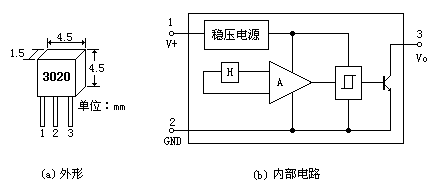 4.5
1.5
3020
4.5
单位：mm
1 2 3
(a) 外形
1
V+
稳压电源
H
A
3
Vo
2
GND
(b) 内部电路